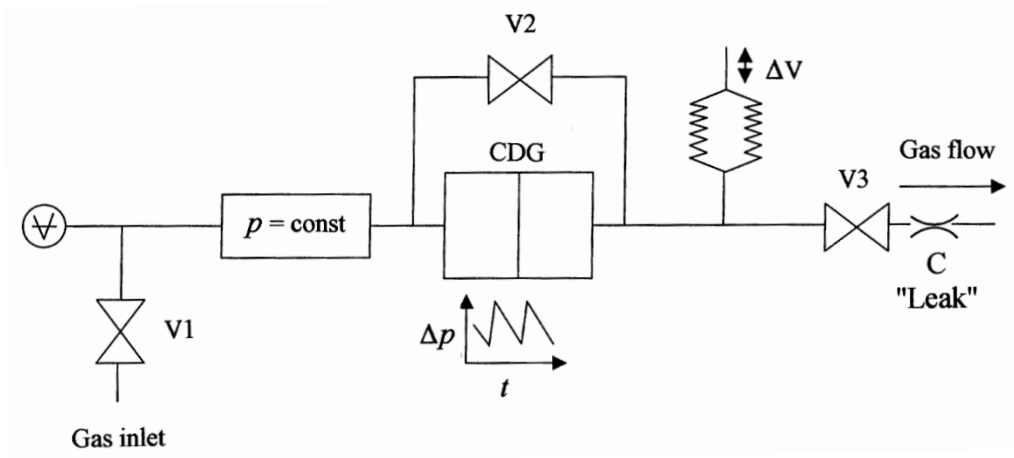 V2
ΔV
CDG
Gas flow
V3
p = const
C
"Leak"
V1
Δp
t
Gas inlet